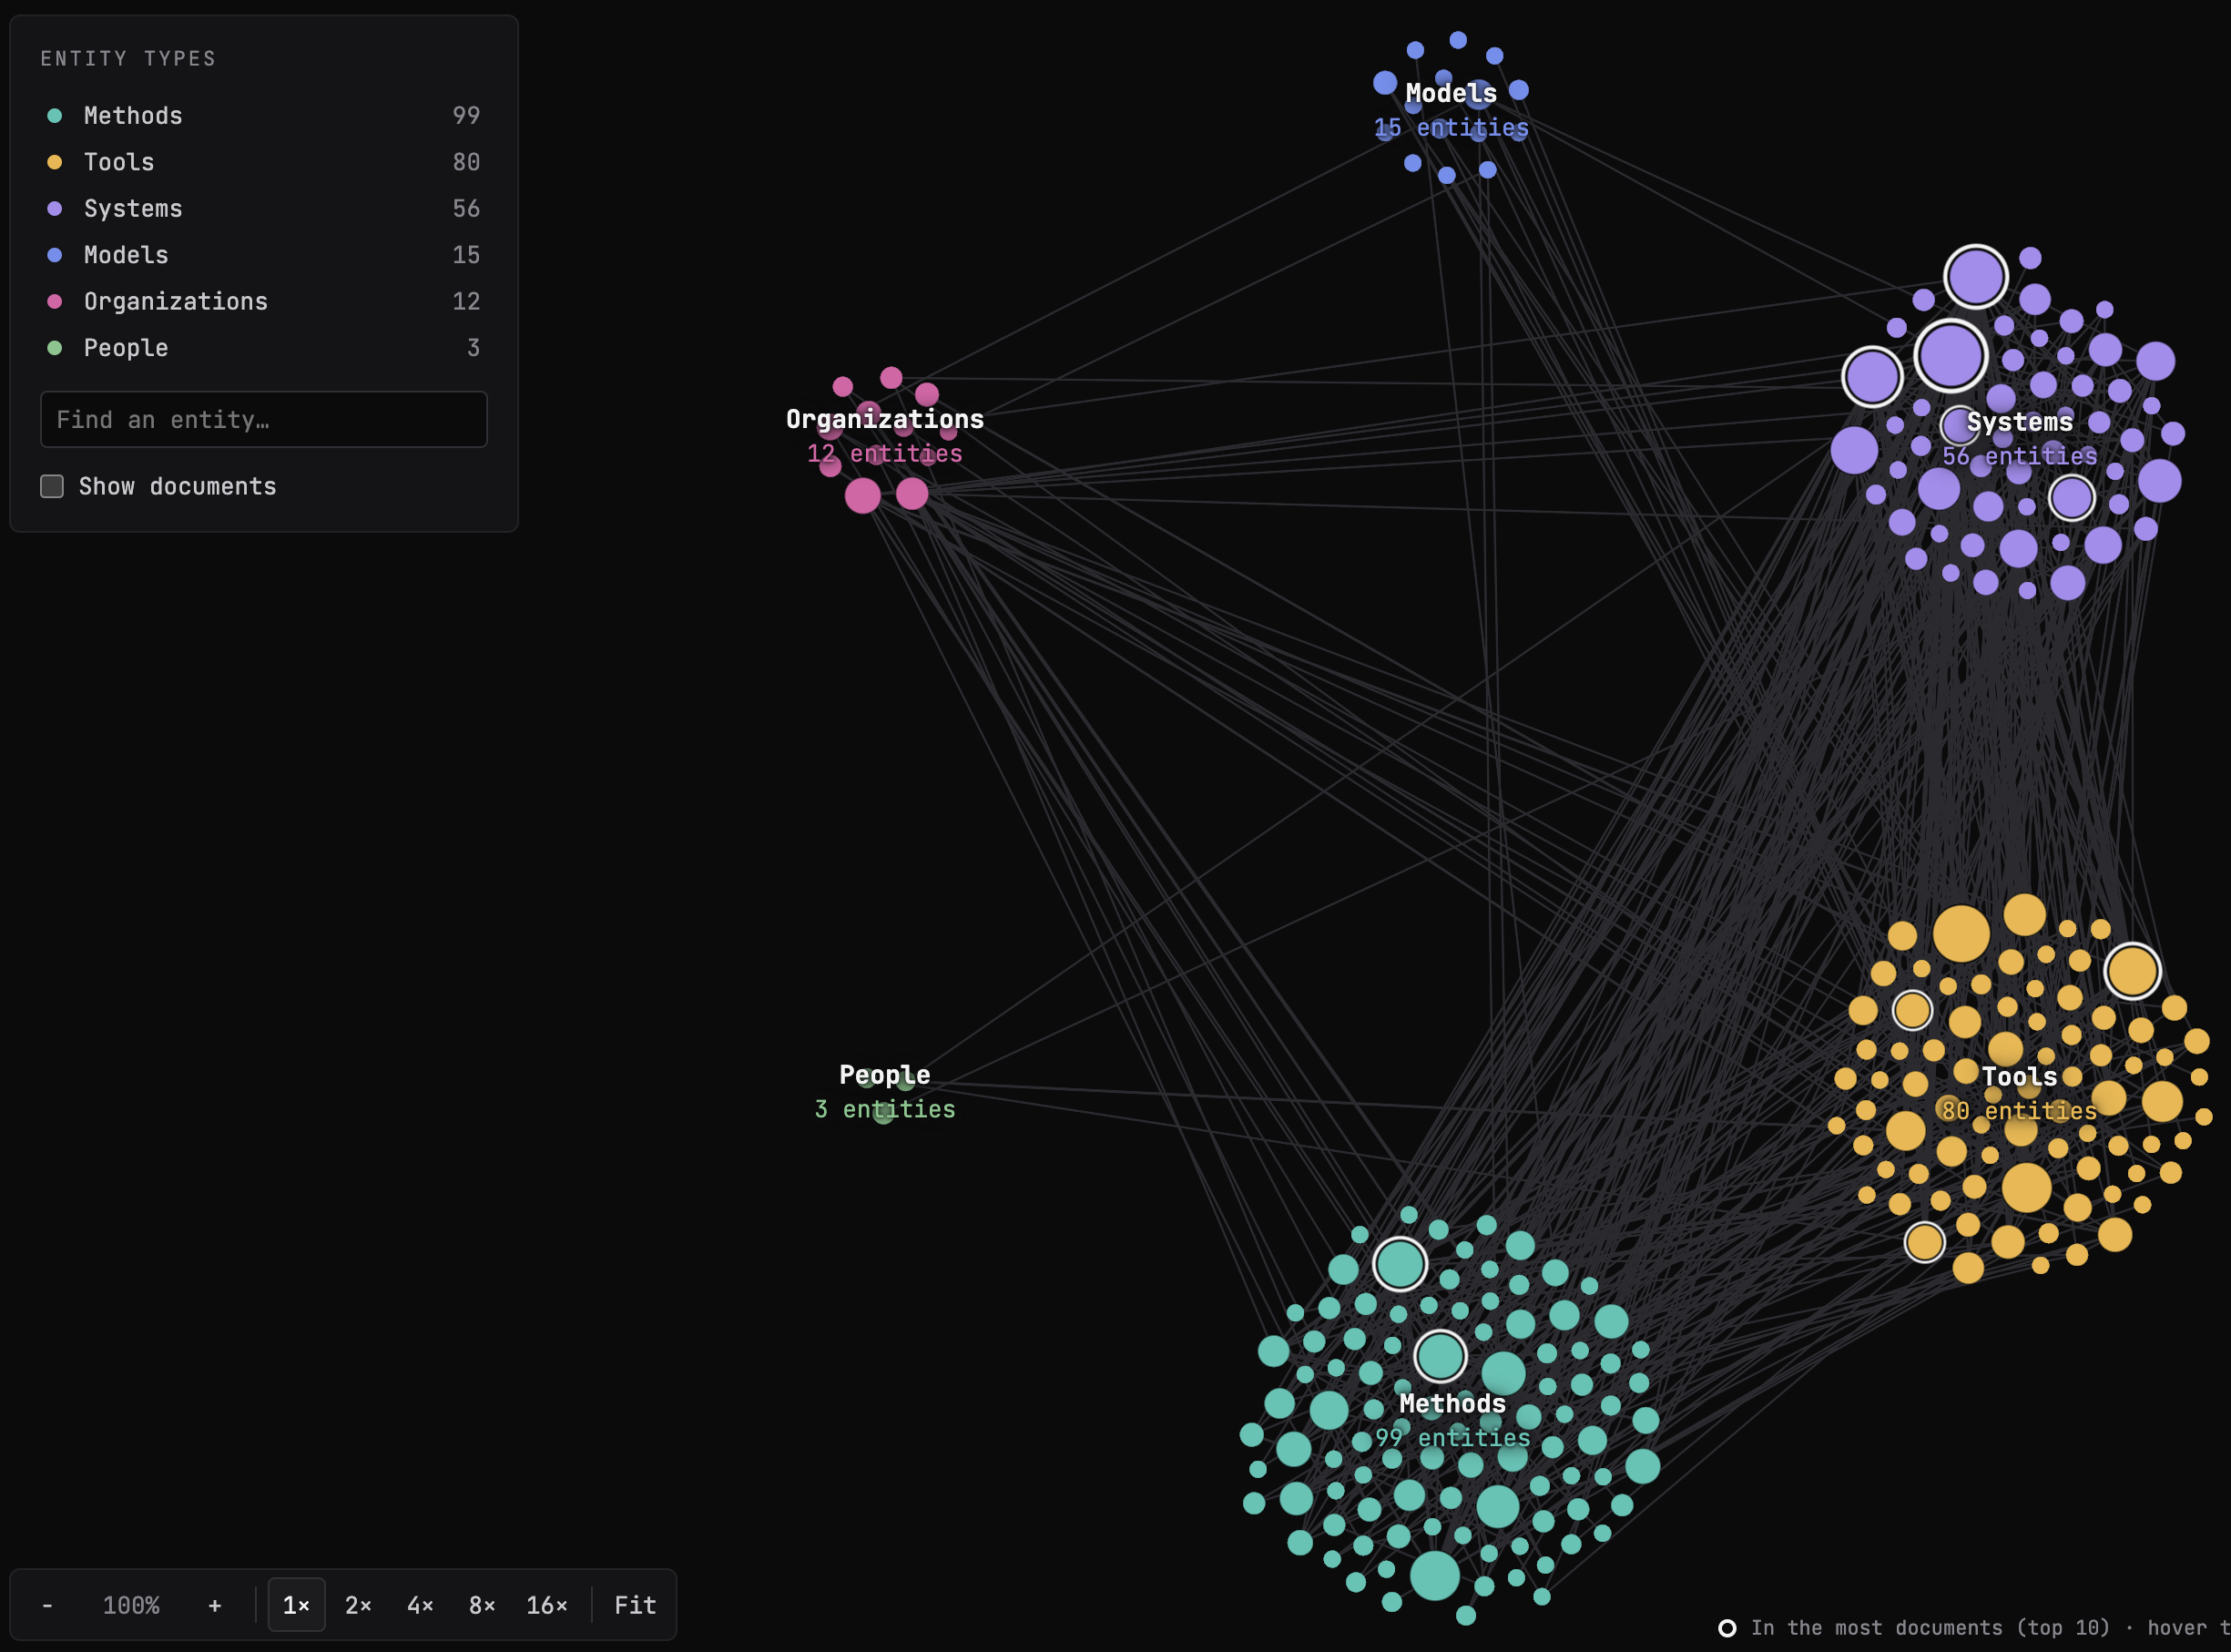 ENTITY TYPES
Methods 99
Tools 80
Systems 56
Models 15
Organizations 12
People 3
Find an entity…
Show documents
Models
15 entities
Organizations
12 entities
Systems
56 entities
People
3 entities
Tools
80 entities
Methods
99 entities
- 100% + 1× 2× 4× 8× 16× Fit
In the most documents (top 10) · hover t